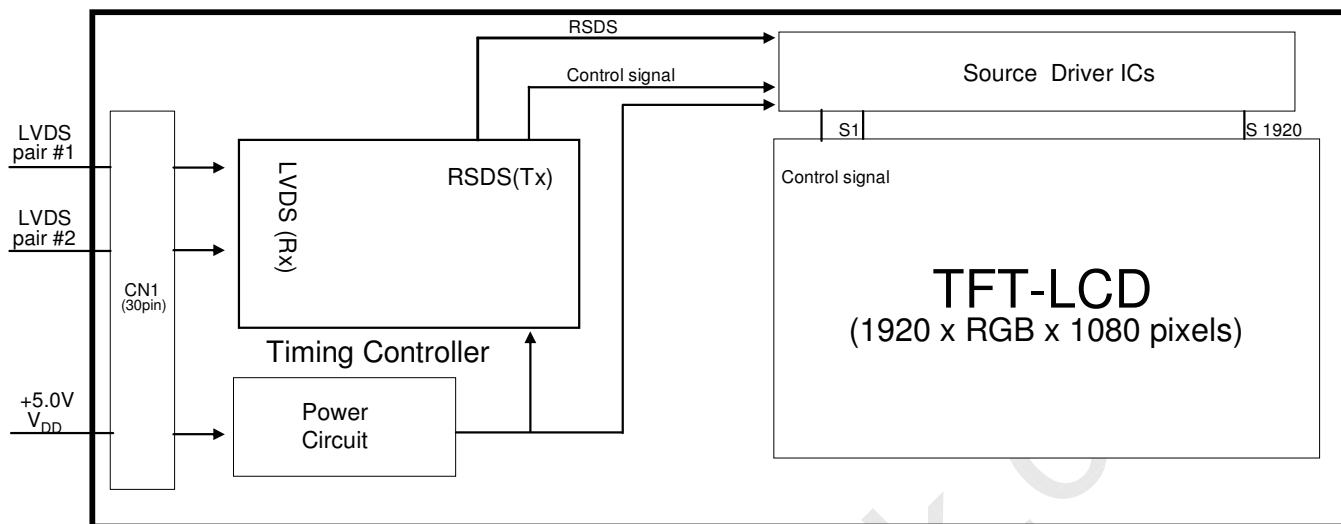 RSDS
Control signal
Source Driver ICs
S1
S 1920
LVDS
pair #1
LVDS
pair #2
LVDS (Rx)
RSDS(Tx)
Control signal
CN1
(30pin)
TFT-LCD
(1920 x RGB x 1080 pixels)
Timing Controller
+5.0V
VDD
Power
Circuit